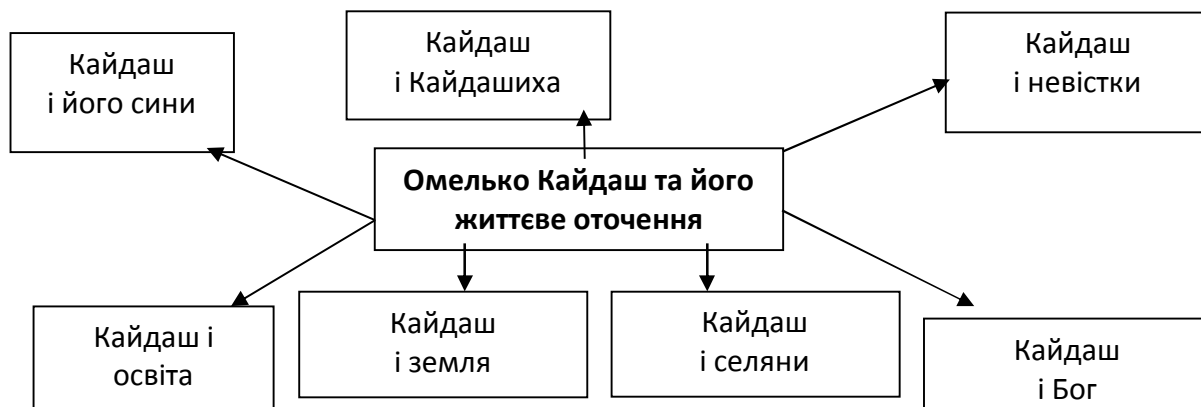 Кайдаш
і його сини
Кайдаш
і Кайдашиха
Кайдаш
і невістки
Омелько Кайдаш та його
життєве оточення
Кайдаш і
освіта
Кайдаш
і земля
Кайдаш
і селяни
Кайдаш
і Бог